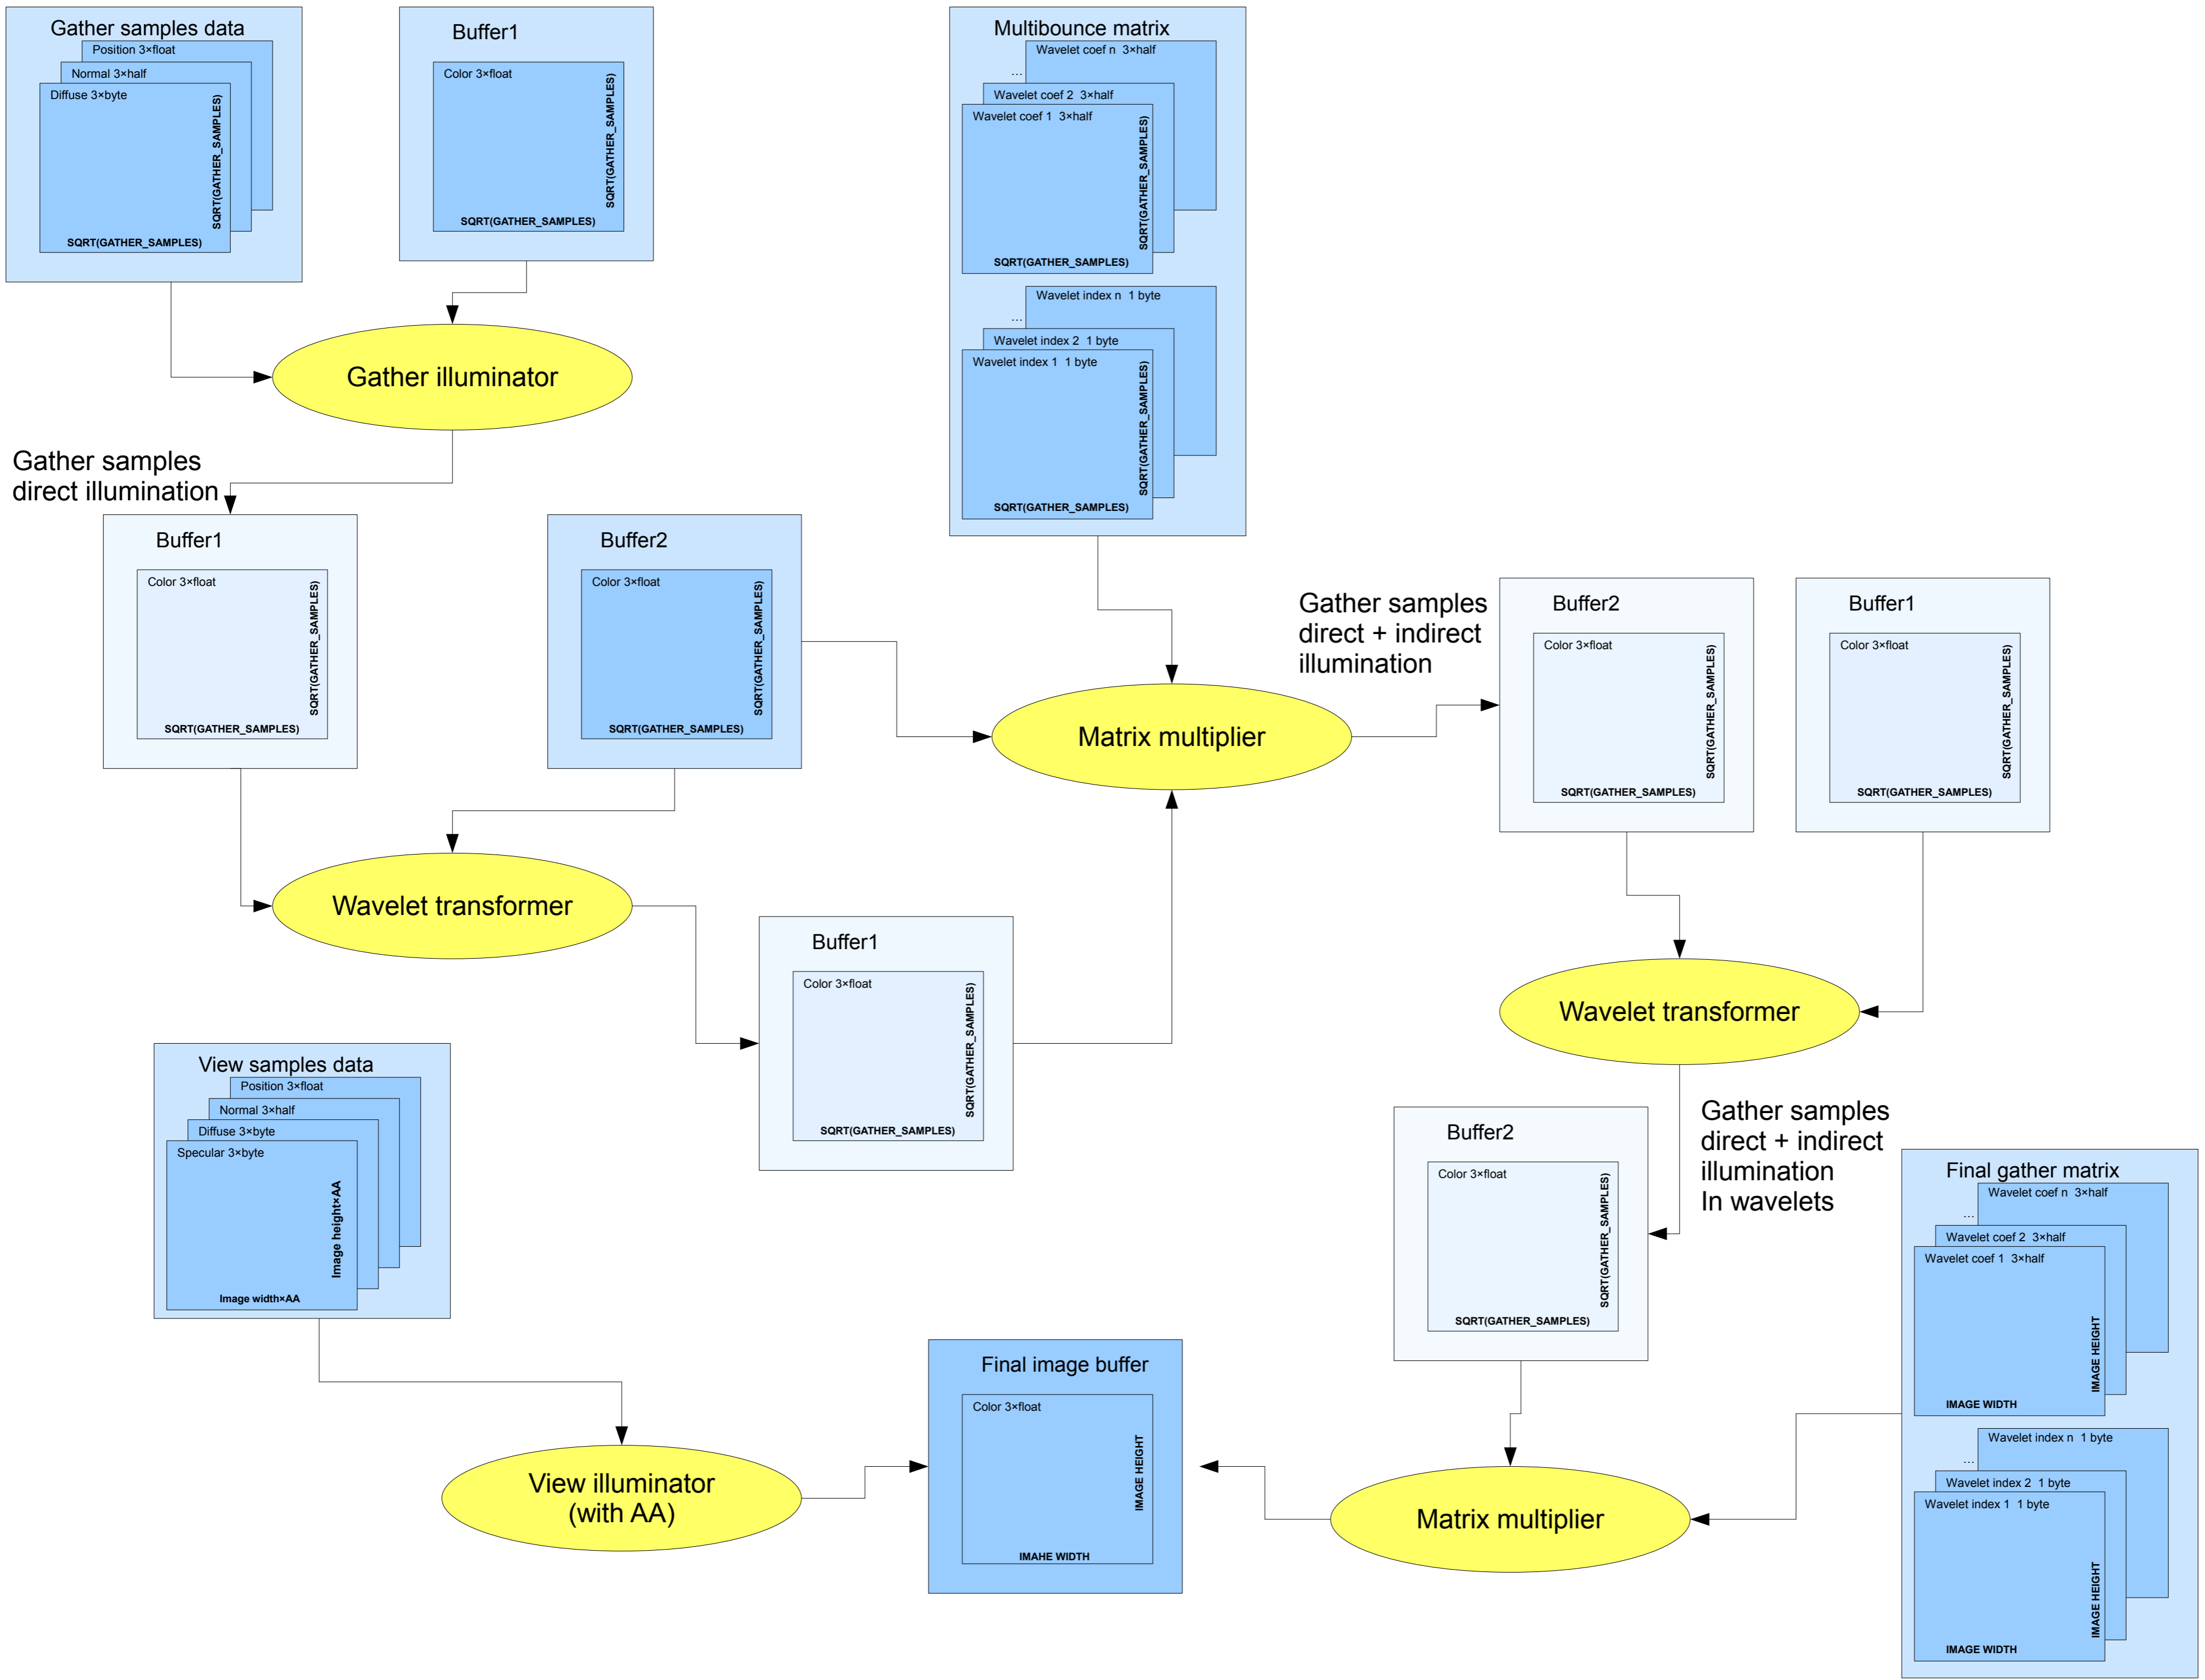 Gather samples data
Position 3×float
Normal 3×half
Diffuse 3×byte
SQRT(GATHER_SAMPLES)
SQRT(GATHER_SAMPLES)
Buffer1
Color 3×float
SQRT(GATHER_SAMPLES)
SQRT(GATHER_SAMPLES)
Multibounce matrix
Wavelet coef n 3×half
...
Wavelet coef 2 3×half
Wavelet coef 1 3×half
SQRT(GATHER_SAMPLES)
SQRT(GATHER_SAMPLES)
Wavelet index n 1 byte
...
Wavelet index 2 1 byte
Wavelet index 1 1 byte
SQRT(GATHER_SAMPLES)
SQRT(GATHER_SAMPLES)
Gather illuminator
Gather samples
direct illumination
Buffer1
Color 3×float
SQRT(GATHER_SAMPLES)
SQRT(GATHER_SAMPLES)
Buffer2
Color 3×float
SQRT(GATHER_SAMPLES)
SQRT(GATHER_SAMPLES)
Matrix multiplier
Gather samples
direct + indirect
illumination
Buffer2
Color 3×float
SQRT(GATHER_SAMPLES)
SQRT(GATHER_SAMPLES)
Buffer1
Color 3×float
SQRT(GATHER_SAMPLES)
SQRT(GATHER_SAMPLES)
Wavelet transformer
Buffer1
Color 3×float
SQRT(GATHER_SAMPLES)
SQRT(GATHER_SAMPLES)
Wavelet transformer
View samples data
Position 3×float
Normal 3×half
Diffuse 3×byte
Specular 3×byte
Image height×AA
Image width×AA
Buffer2
Color 3×float
SQRT(GATHER_SAMPLES)
SQRT(GATHER_SAMPLES)
Gather samples
direct + indirect
illumination
In wavelets
Final gather matrix
Wavelet coef n 3×half
...
Wavelet coef 2 3×half
Wavelet coef 1 3×half
IMAGE HEIGHT
IMAGE WIDTH
Wavelet index n 1 byte
...
Wavelet index 2 1 byte
Wavelet index 1 1 byte
IMAGE HEIGHT
IMAGE WIDTH
Final image buffer
Color 3×float
IMAGE HEIGHT
IMAHE WIDTH
View illuminator
(with AA)
Matrix multiplier